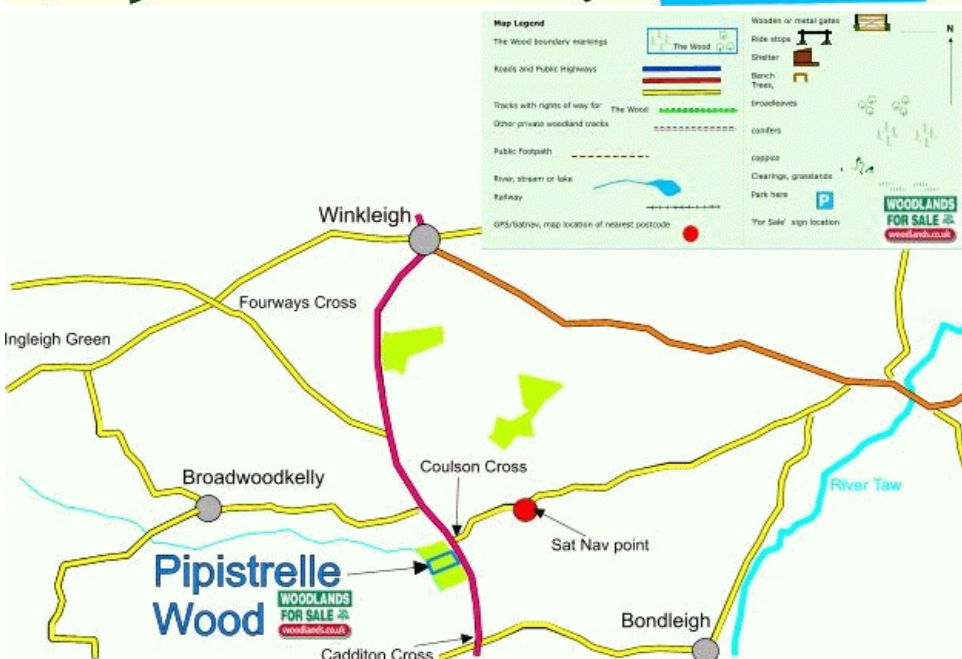 Map Legend
The Wood boundary markings
The Wood
Roads and Public Highways
Tracks with rights of way for The Wood
Other private woodland tracks
Public Footpath
River, stream or lake
Railway
GPS/Satnav, map location of nearest postcode
Wooden or metal gates
Ride stops
Shelter
Bench
Trees,
broadleaves
conifers
coppice
Clearings, grasslands
Park here
P
'For Sale' sign location
N
WOODLANDS
FOR SALE
woodlands.co.uk
Winkleigh
Fourways Cross
Ingleigh Green
Coulson Cross
Broadwoodkelly
River Taw
Sat Nav point
Pipistrelle
Wood
WOODLANDS
FOR SALE
woodlands.co.uk
Bondleigh
Cadditon Cross